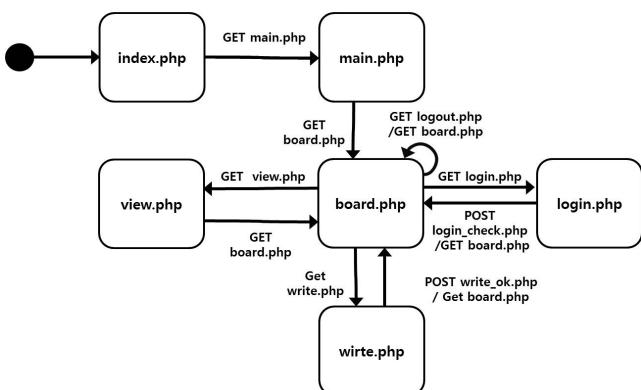 GET main.php
index.php
main.php
GET
board.php
GET logout.php
/GET board.php
GET view.php
GET login.php
view.php
board.php
login.php
GET
board.php
POST
login_check.php
/GET board.php
Get
write.php
POST write_ok.php
/ Get board.php
wirte.php